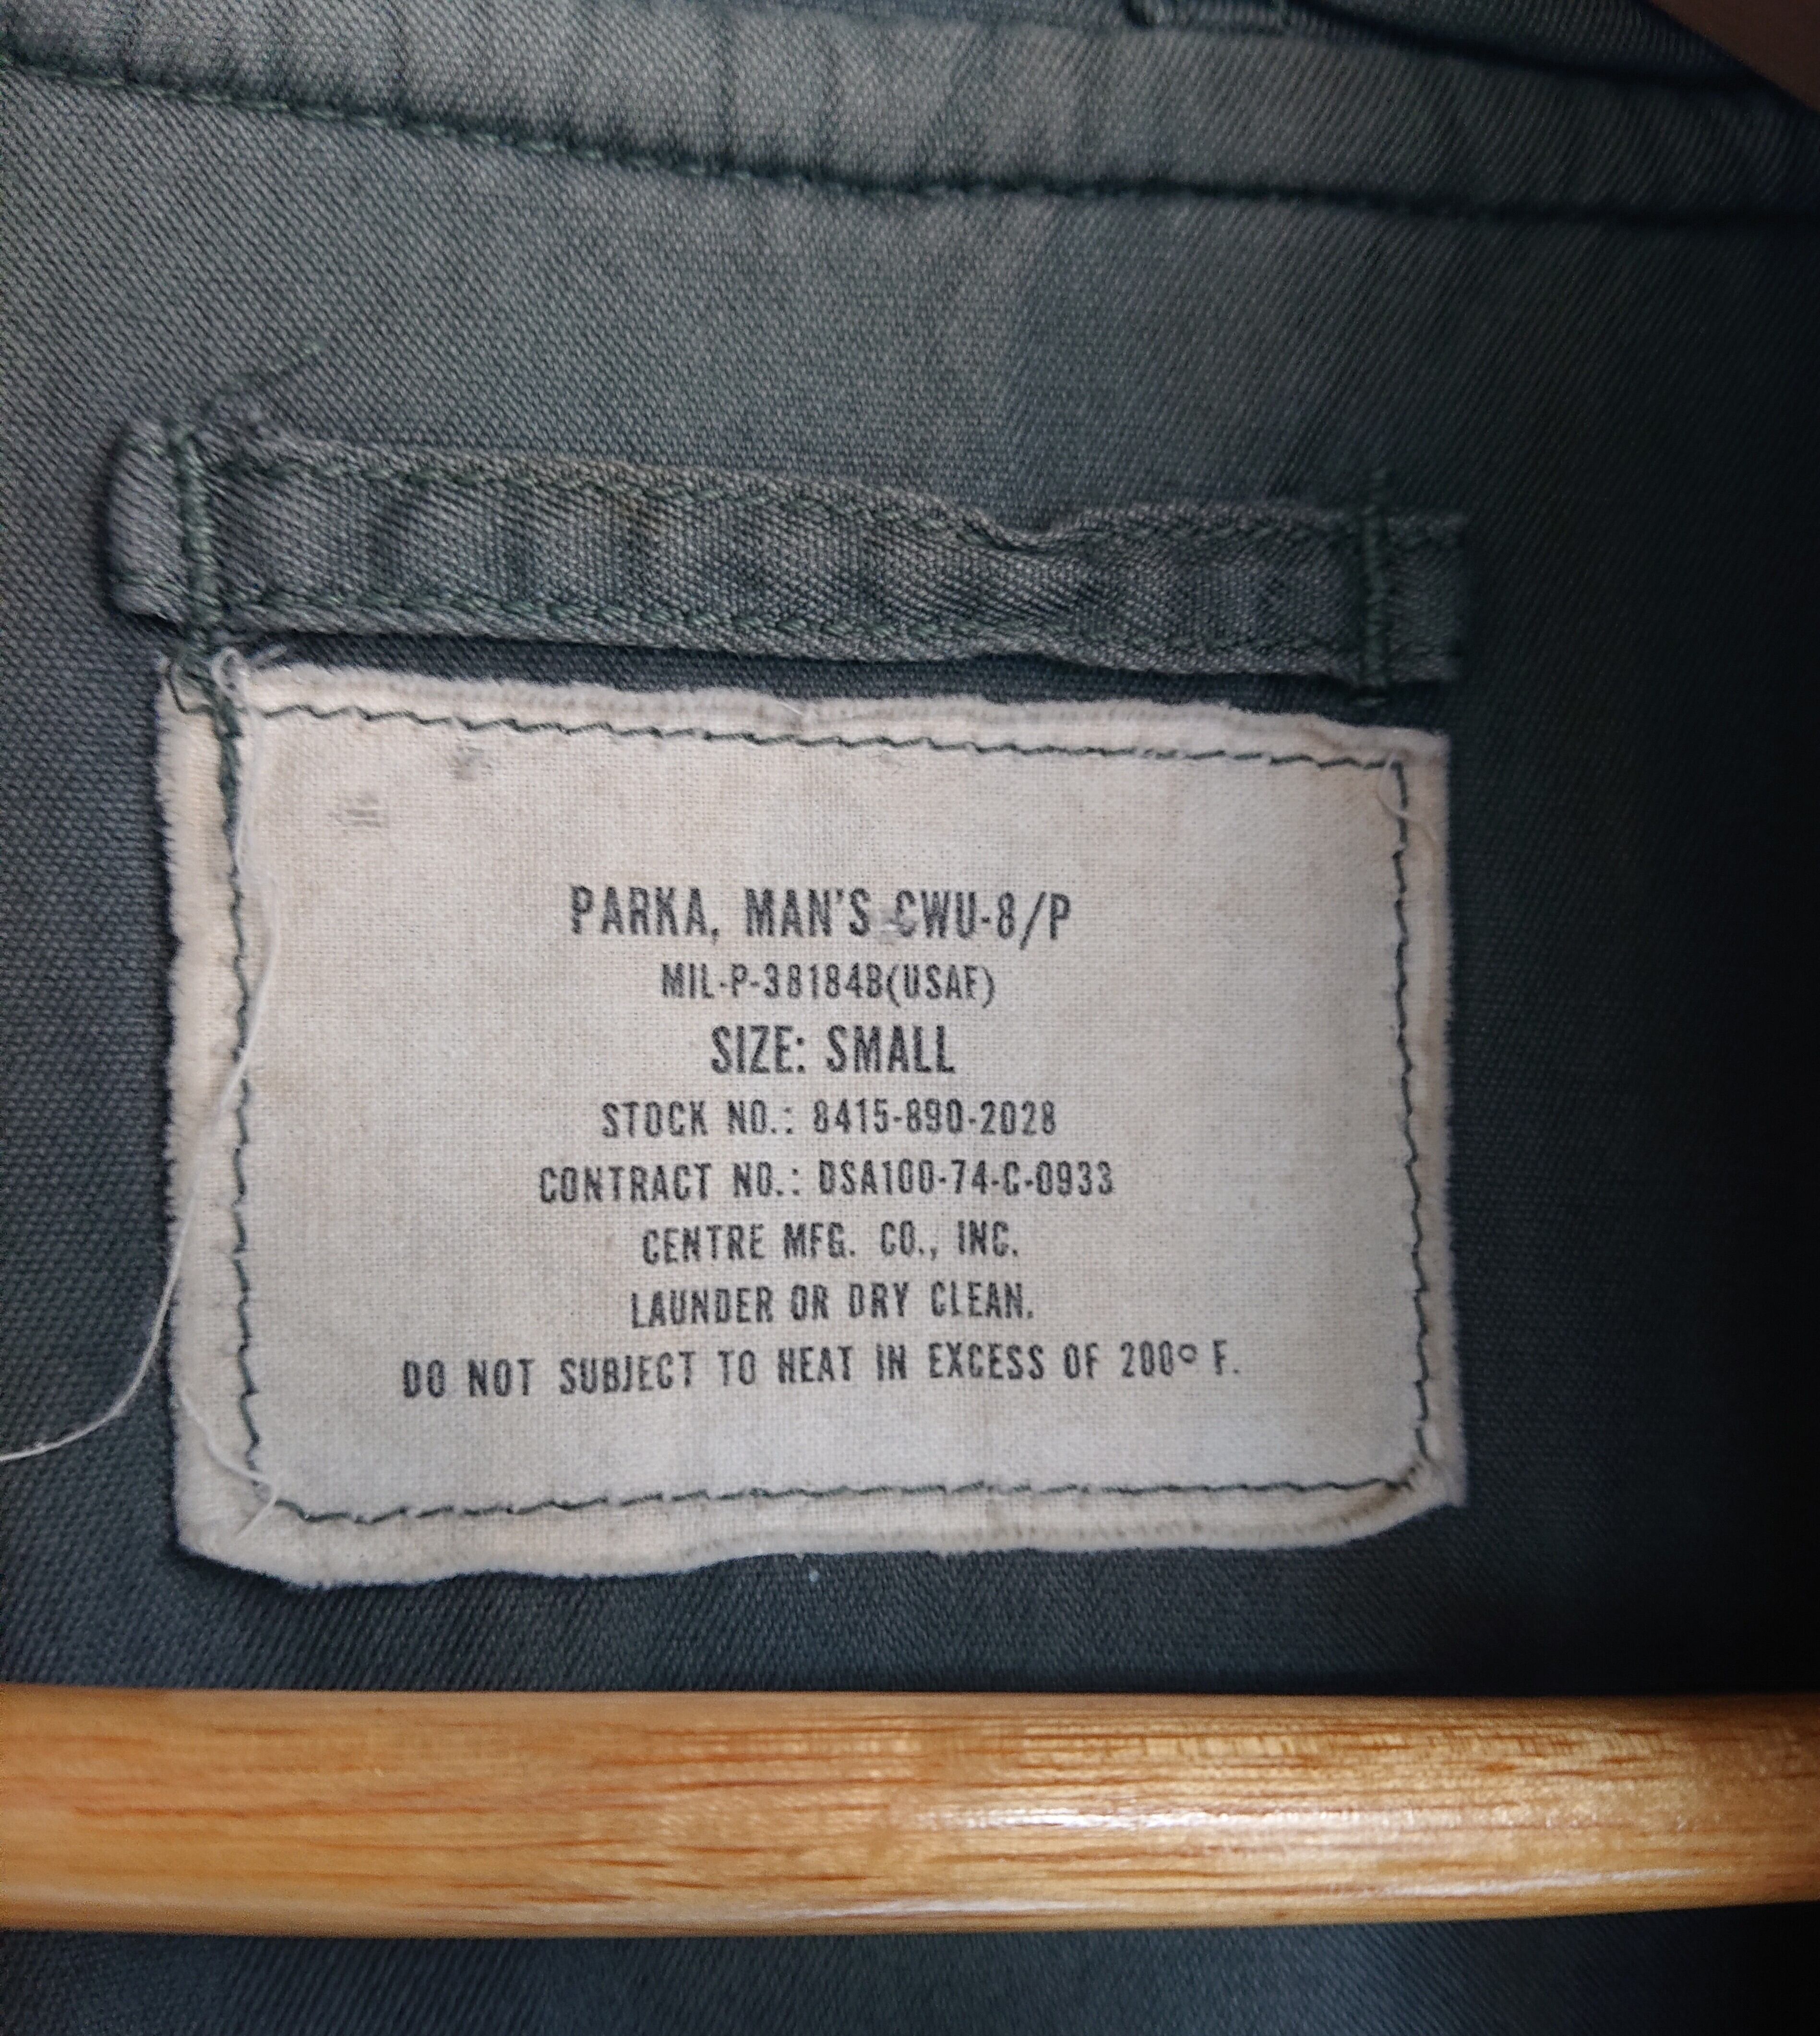 PARKA, MAN'S CWU-8/P
MIL-P-38184B(USAF)
SIZE: SMALL
STOCK NO.: 8415-890-2028
CONTRACT NO.: DSA100-74-C-0933
CENTRE MFG. CO., INC.
LAUNDER OR DRY CLEAN.
DO NOT SUBJECT TO HEAT IN EXCESS OF 200° F.